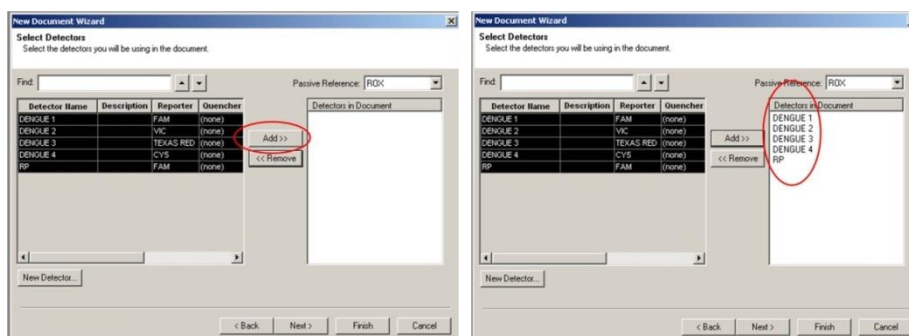 New Document Wizard
Select Detectors
Select the detectors you will be using in the document.
Find:
Passive Reference: ROX
Detector Name Description Reporter Quencher
DENGUE 1 FAM (none)
DENGUE 2 VIC (none)
DENGUE 3 TEXAS RED (none)
DENGUE 4 CY5 (none)
RP FAM (none)
Add >>
<< Remove
Detectors in Document
New Detector...
< Back Next > Finish Cancel
New Document Wizard
Select Detectors
Select the detectors you will be using in the document.
Find:
Passive Reference: ROX
Detector Name Description Reporter Quencher
DENGUE 1 FAM (none)
DENGUE 2 VIC (none)
DENGUE 3 TEXAS RED (none)
DENGUE 4 CY5 (none)
RP FAM (none)
Add >>
<< Remove
Detectors in Document
DENGUE 1
DENGUE 2
DENGUE 3
DENGUE 4
RP
New Detector...
< Back Next > Finish Cancel